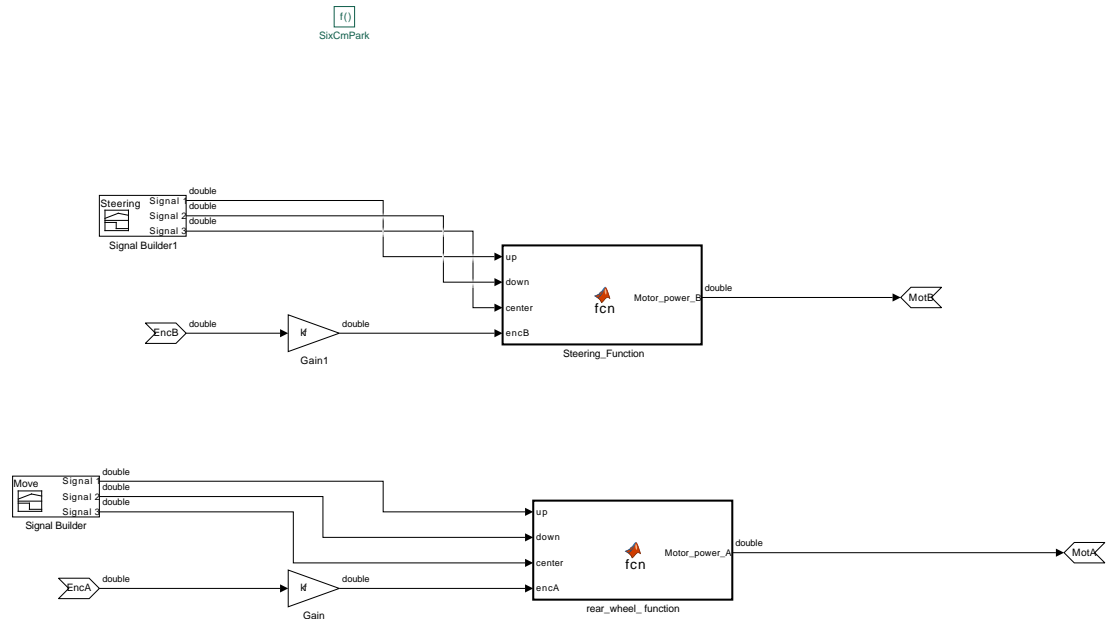 f()
SixCmPark
Steering
Signal 1
double
Signal 2
double
Signal 3
double
Signal Builder1
up
down
center
encB
fcn
Motor_power_B
double
MotB
Steering_Function
EncB
double
double
Gain1
Move
Signal 1
double
Signal 2
double
Signal 3
double
Signal Builder
up
down
center
encA
fcn
Motor_power_A
double
MotA
rear_wheel_ function
EncA
double
double
Gain